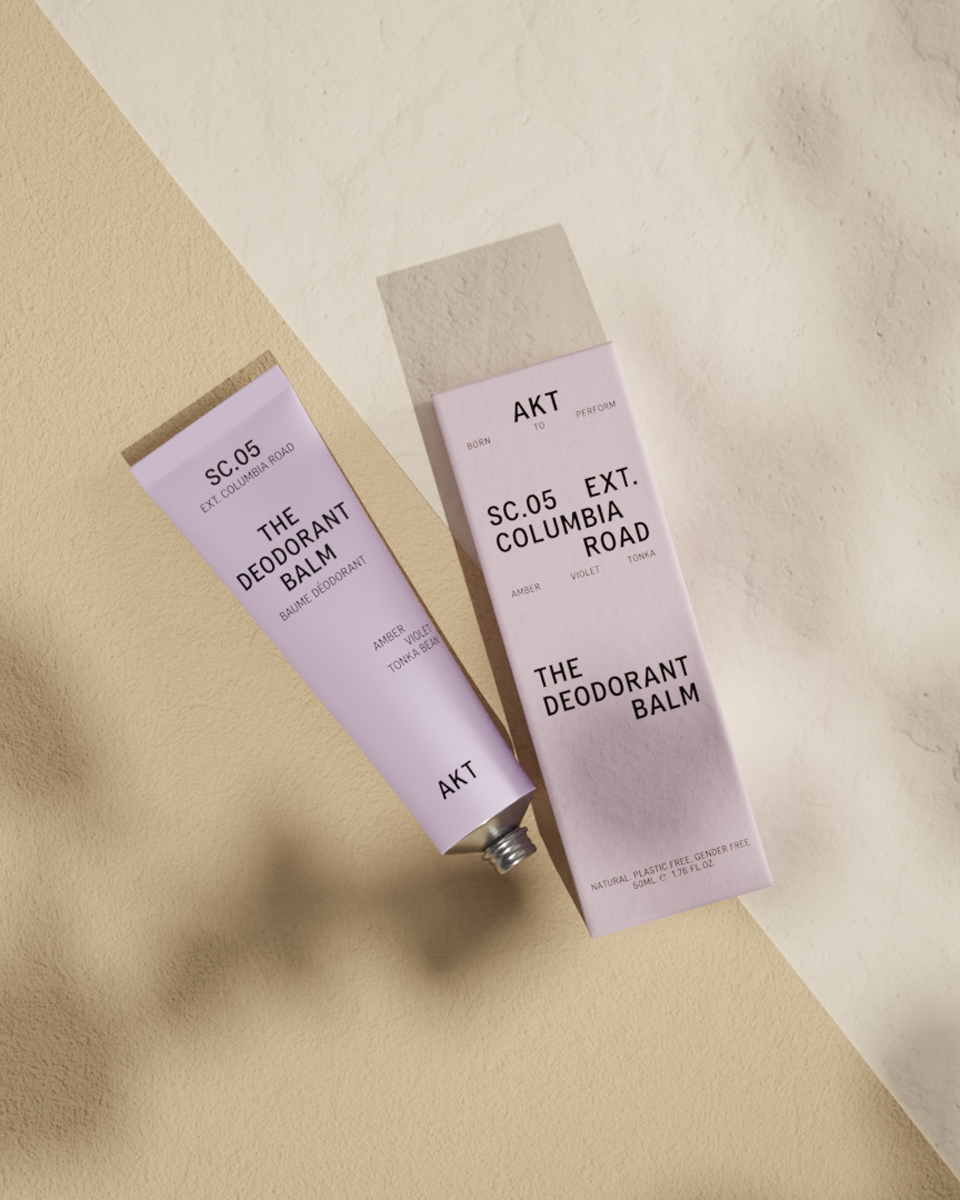 SC.05
EXT. COLUMBIA ROAD
THE
DEODORANT
BALM
BAUME DÉODORANT
AMBER
VIOLET
TONKA BEAN
AKT
AKT
BORN TO PERFORM
SC.05 EXT.
COLUMBIA
ROAD
AMBER VIOLET TONKA
THE
DEODORANT
BALM
NATURAL. PLASTIC FREE. GENDER FREE
50ML ℮ 1.76 FL.OZ